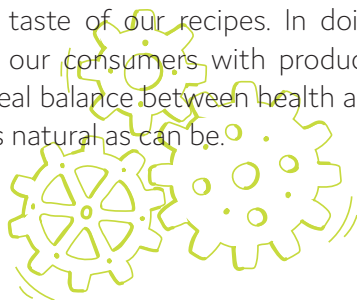 taste of our recipes. In doi
our consumers with produc
eal balance between health a
s natural as can be.